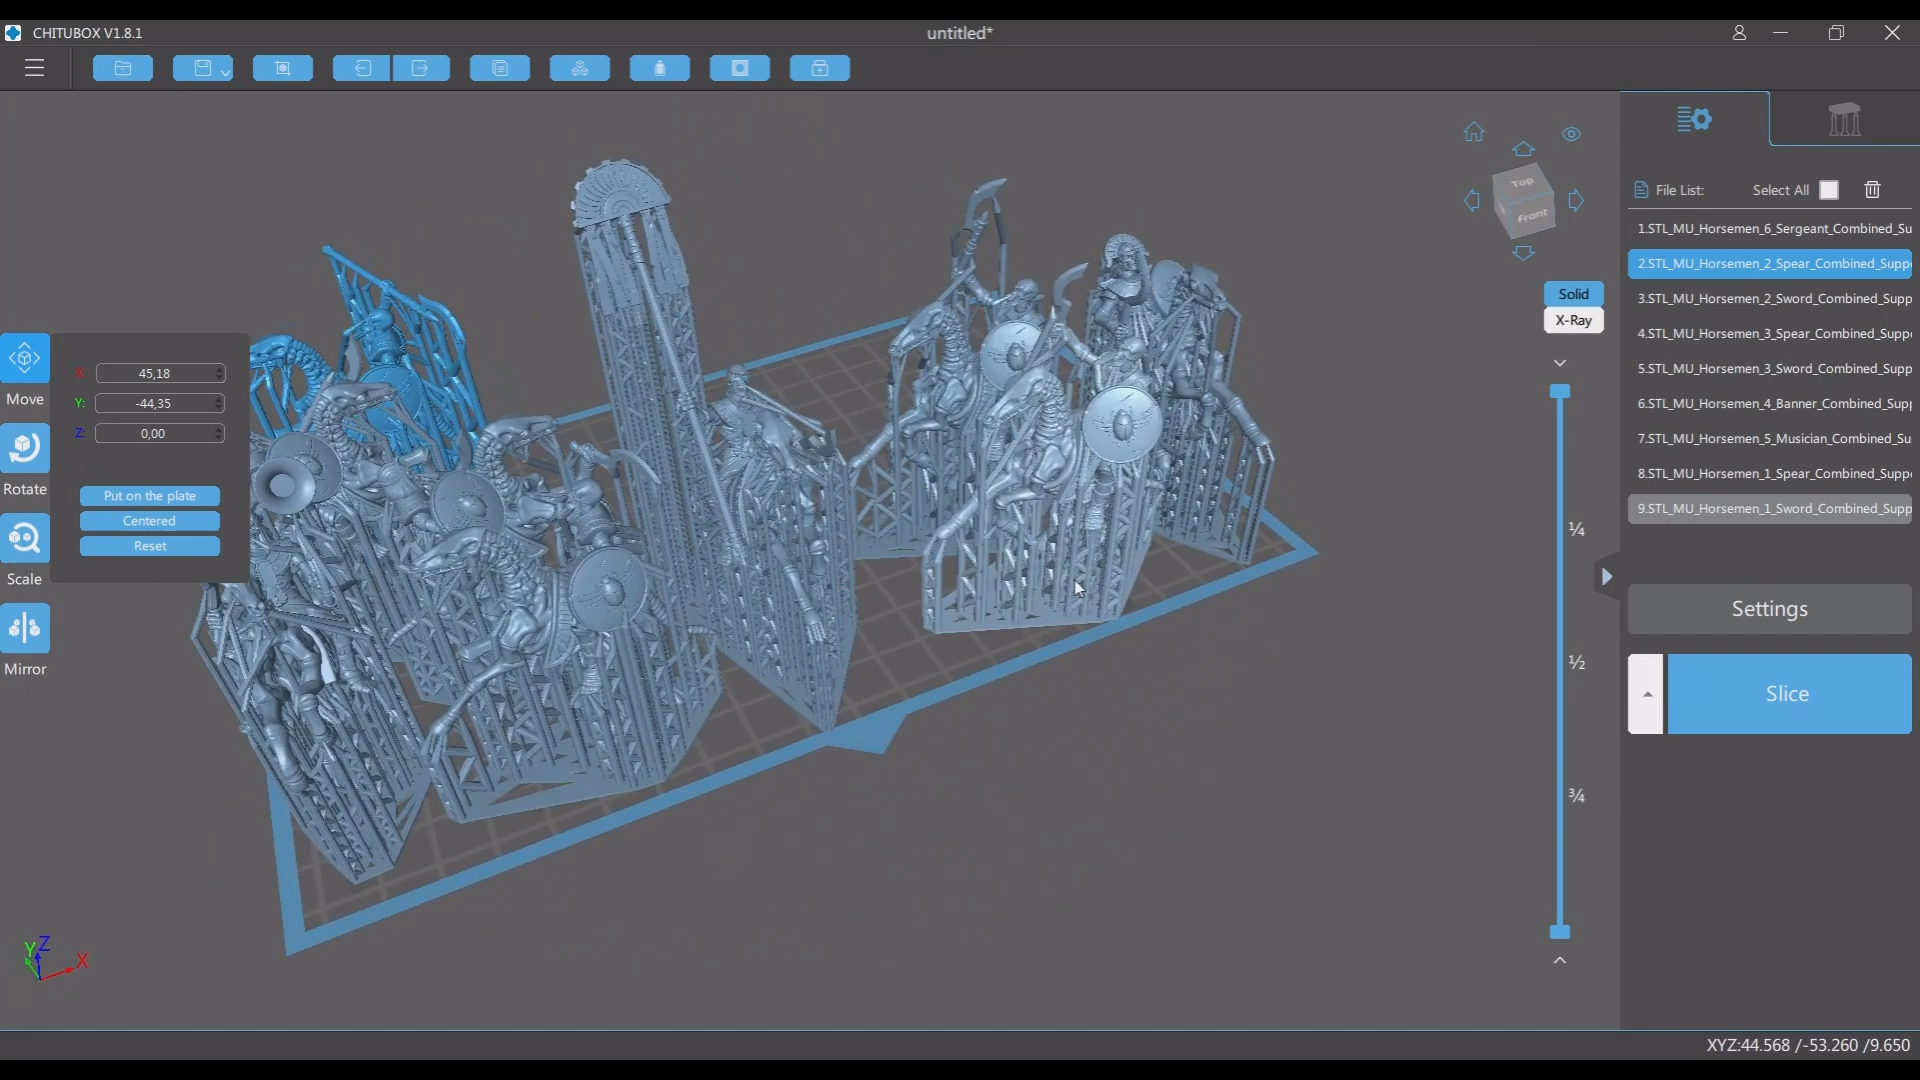 CHITUBOX V1.8.1
untitled*
File List:
Select All
1.STL_MU_Horsemen_6_Sergeant_Combined_Su
2.STL_MU_Horsemen_2_Spear_Combined_Supp
3.STL_MU_Horsemen_2_Sword_Combined_Supp
4.STL_MU_Horsemen_3_Spear_Combined_Supp
5.STL_MU_Horsemen_3_Sword_Combined_Supp
6.STL_MU_Horsemen_4_Banner_Combined_Supp
7.STL_MU_Horsemen_5_Musician_Combined_Su
8.STL_MU_Horsemen_1_Spear_Combined_Supp
9.STL_MU_Horsemen_1_Sword_Combined_Supp
Settings
Slice
Top
Front
Solid
X-Ray
¼
½
¾
Move
Rotate
Scale
Mirror
X: 45,18
Y: -44,35
Z: 0,00
Put on the plate
Centered
Reset
Y Z X
XYZ:44.568 /-53.260 /9.650